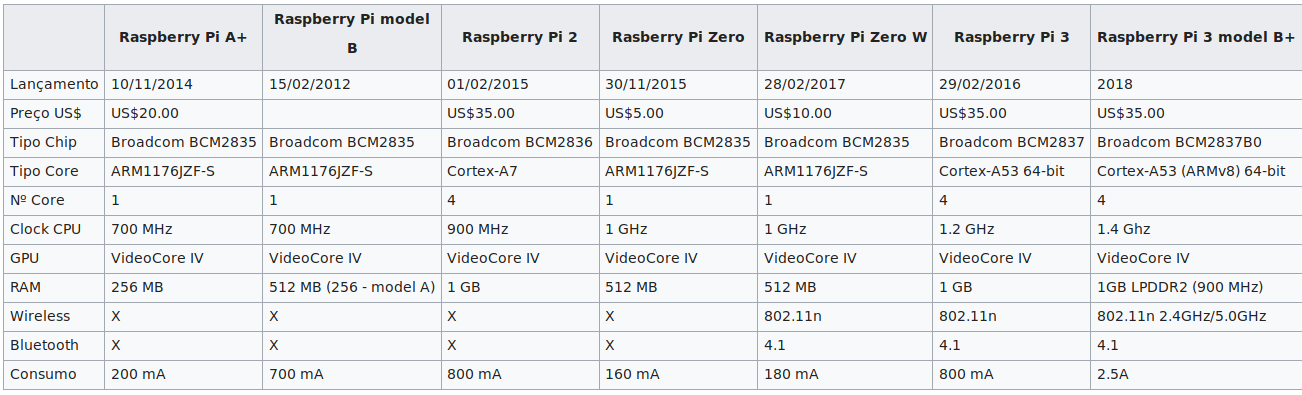 Raspberry Pi A+ Raspberry Pi model B Raspberry Pi 2 Rasberry Pi Zero Raspberry Pi Zero W Raspberry Pi 3 Raspberry Pi 3 model B+
Lançamento 10/11/2014 15/02/2012 01/02/2015 30/11/2015 28/02/2017 29/02/2016 2018
Preço US$ US$20.00 US$35.00 US$5.00 US$10.00 US$35.00 US$35.00
Tipo Chip Broadcom BCM2835 Broadcom BCM2835 Broadcom BCM2836 Broadcom BCM2835 Broadcom BCM2835 Broadcom BCM2837 Broadcom BCM2837B0
Tipo Core ARM1176JZF-S ARM1176JZF-S Cortex-A7 ARM1176JZF-S ARM1176JZF-S Cortex-A53 64-bit Cortex-A53 (ARMv8) 64-bit
Nº Core 1 1 4 1 1 4 4
Clock CPU 700 MHz 700 MHz 900 MHz 1 GHz 1 GHz 1.2 GHz 1.4 Ghz
GPU VideoCore IV VideoCore IV VideoCore IV VideoCore IV VideoCore IV VideoCore IV VideoCore IV
RAM 256 MB 512 MB (256 - model A) 1 GB 512 MB 512 MB 1 GB 1GB LPDDR2 (900 MHz)
Wireless X X X X 802.11n 802.11n 802.11n 2.4GHz/5.0GHz
Bluetooth X X X X 4.1 4.1 4.1
Consumo 200 mA 700 mA 800 mA 160 mA 180 mA 800 mA 2.5A